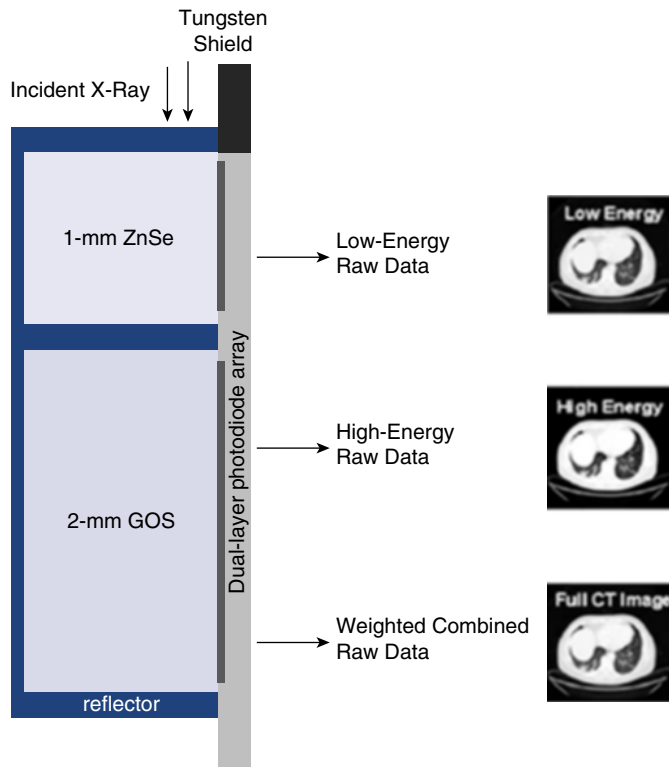 Tungsten
Shield
Incident X-Ray
1-mm ZnSe
Low-Energy
Raw Data
Low Energy
Dual-layer photodiode array
High-Energy
Raw Data
High Energy
2-mm GOS
Weighted Combined
Raw Data
Full CT Image
reflector